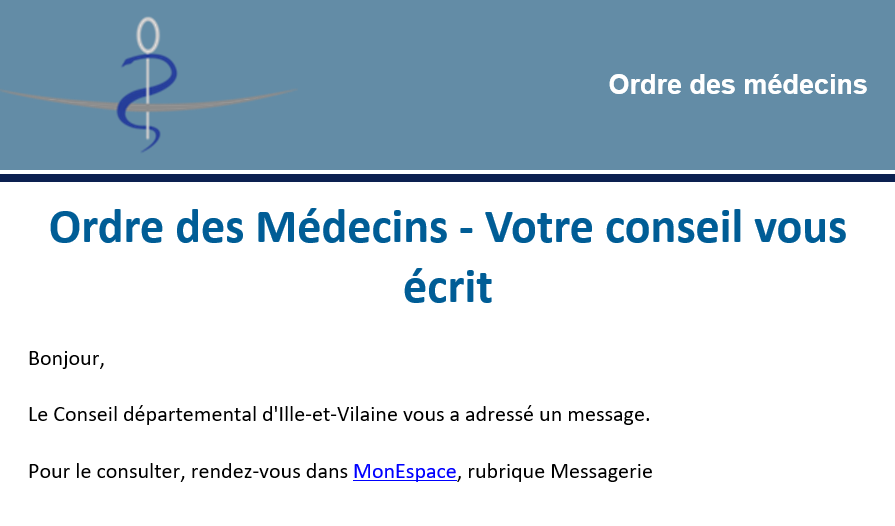 Ordre des médecins
Ordre des Médecins - Votre conseil vous
écrit
Bonjour,
Le Conseil départemental d'Ille-et-Vilaine vous a adressé un message.
Pour le consulter, rendez-vous dans MonEspace, rubrique Messagerie